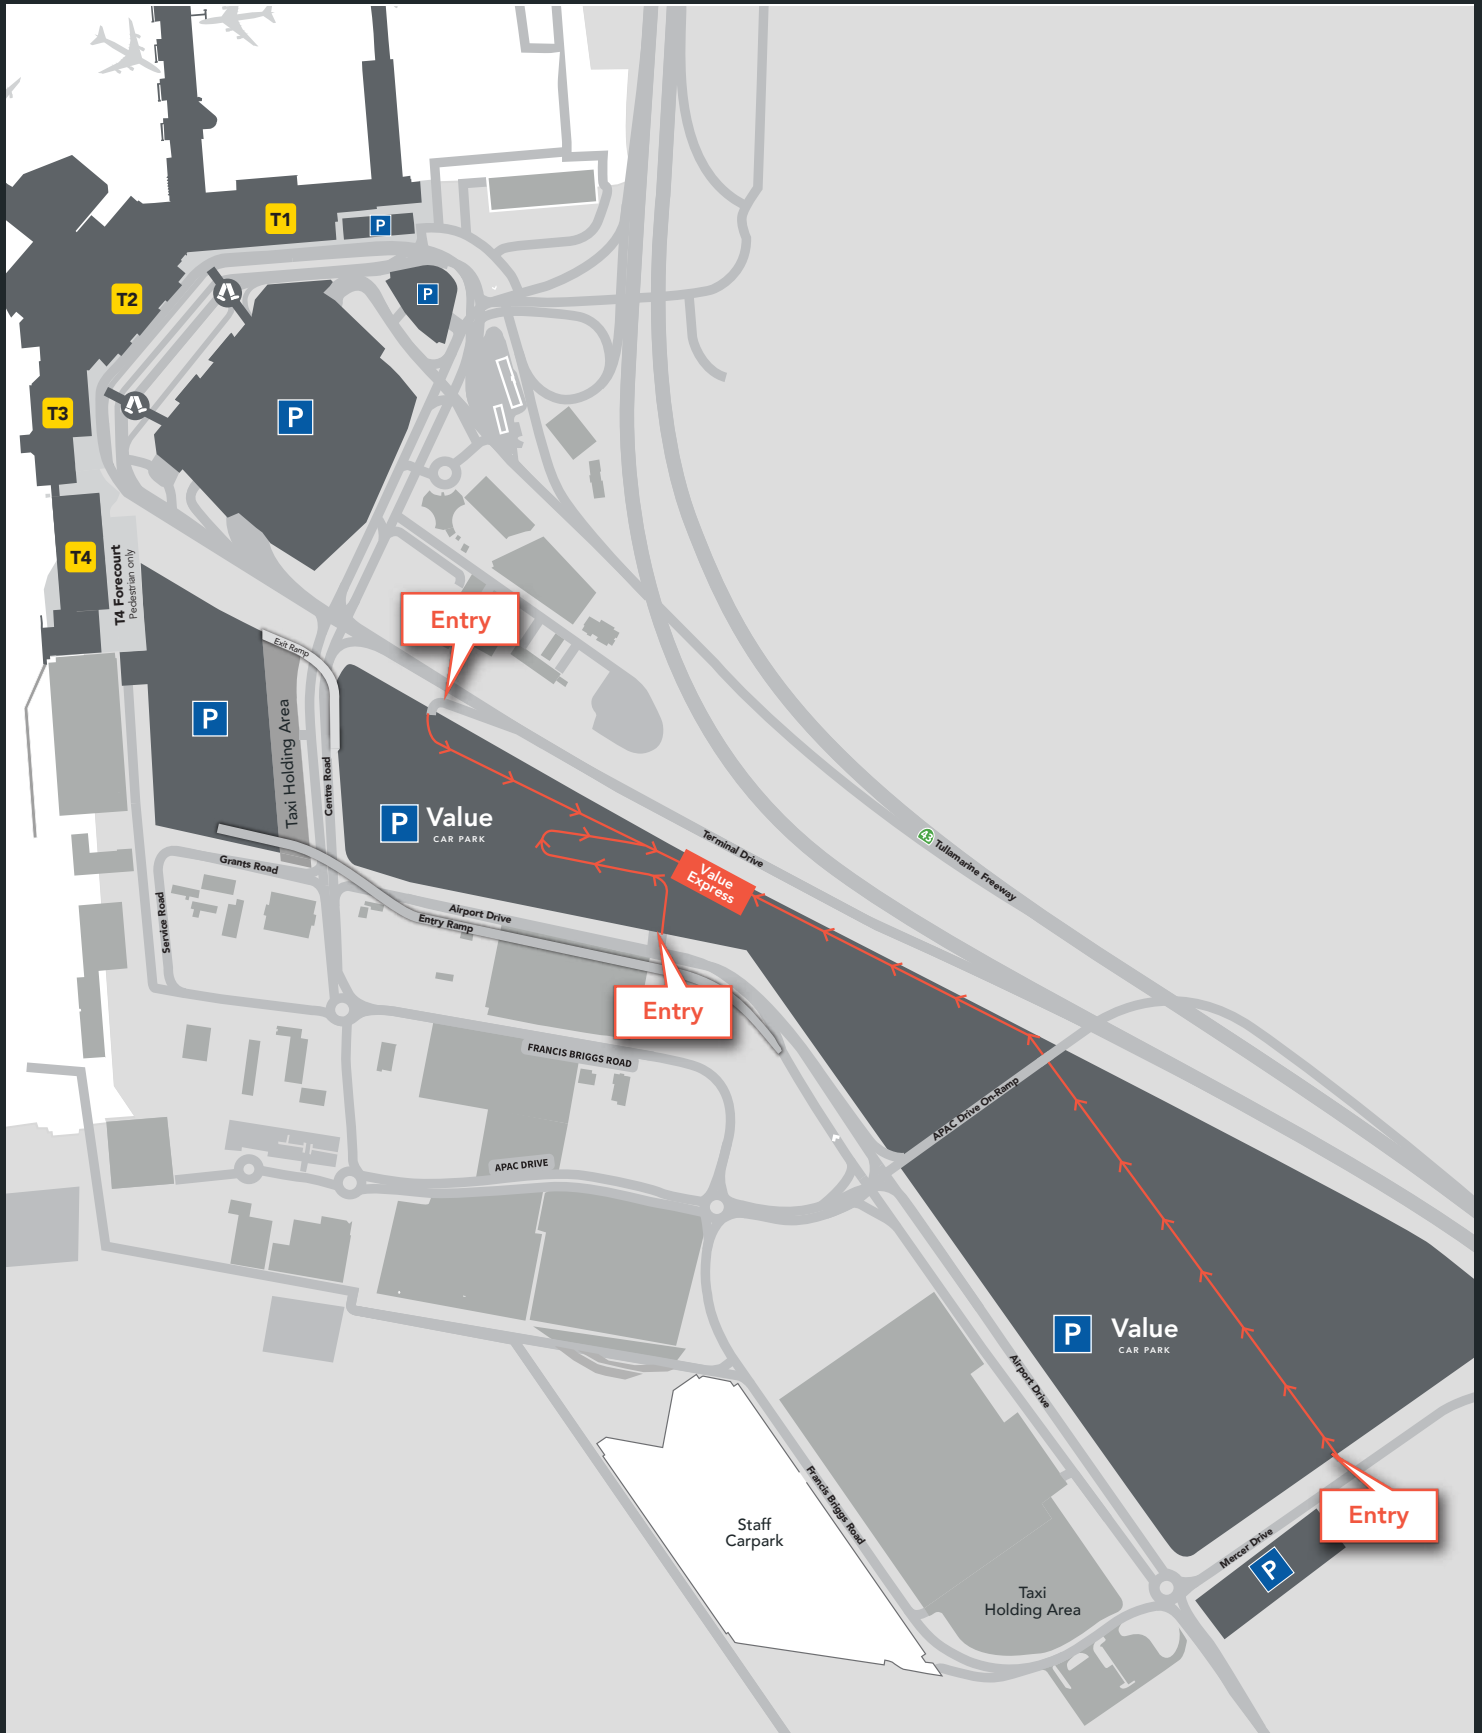 T1
P
P
T2
T3
P
T4
T4 Forecourt
Pedestrian only
Entry
Exit Ramp
P
Taxi Holding Area
Centre Road
P
Value
CAR PARK
Terminal Drive
43
Tullamarine Freeway
Value
Express
Grants Road
Service Road
Airport Drive
Entry Ramp
Entry
FRANCIS BRIGGS ROAD
APAC Drive On-Ramp
APAC DRIVE
P
Value
CAR PARK
Airport Drive
Francis Briggs Road
Staff
Carpark
Entry
Mercer Drive
P
Taxi
Holding Area